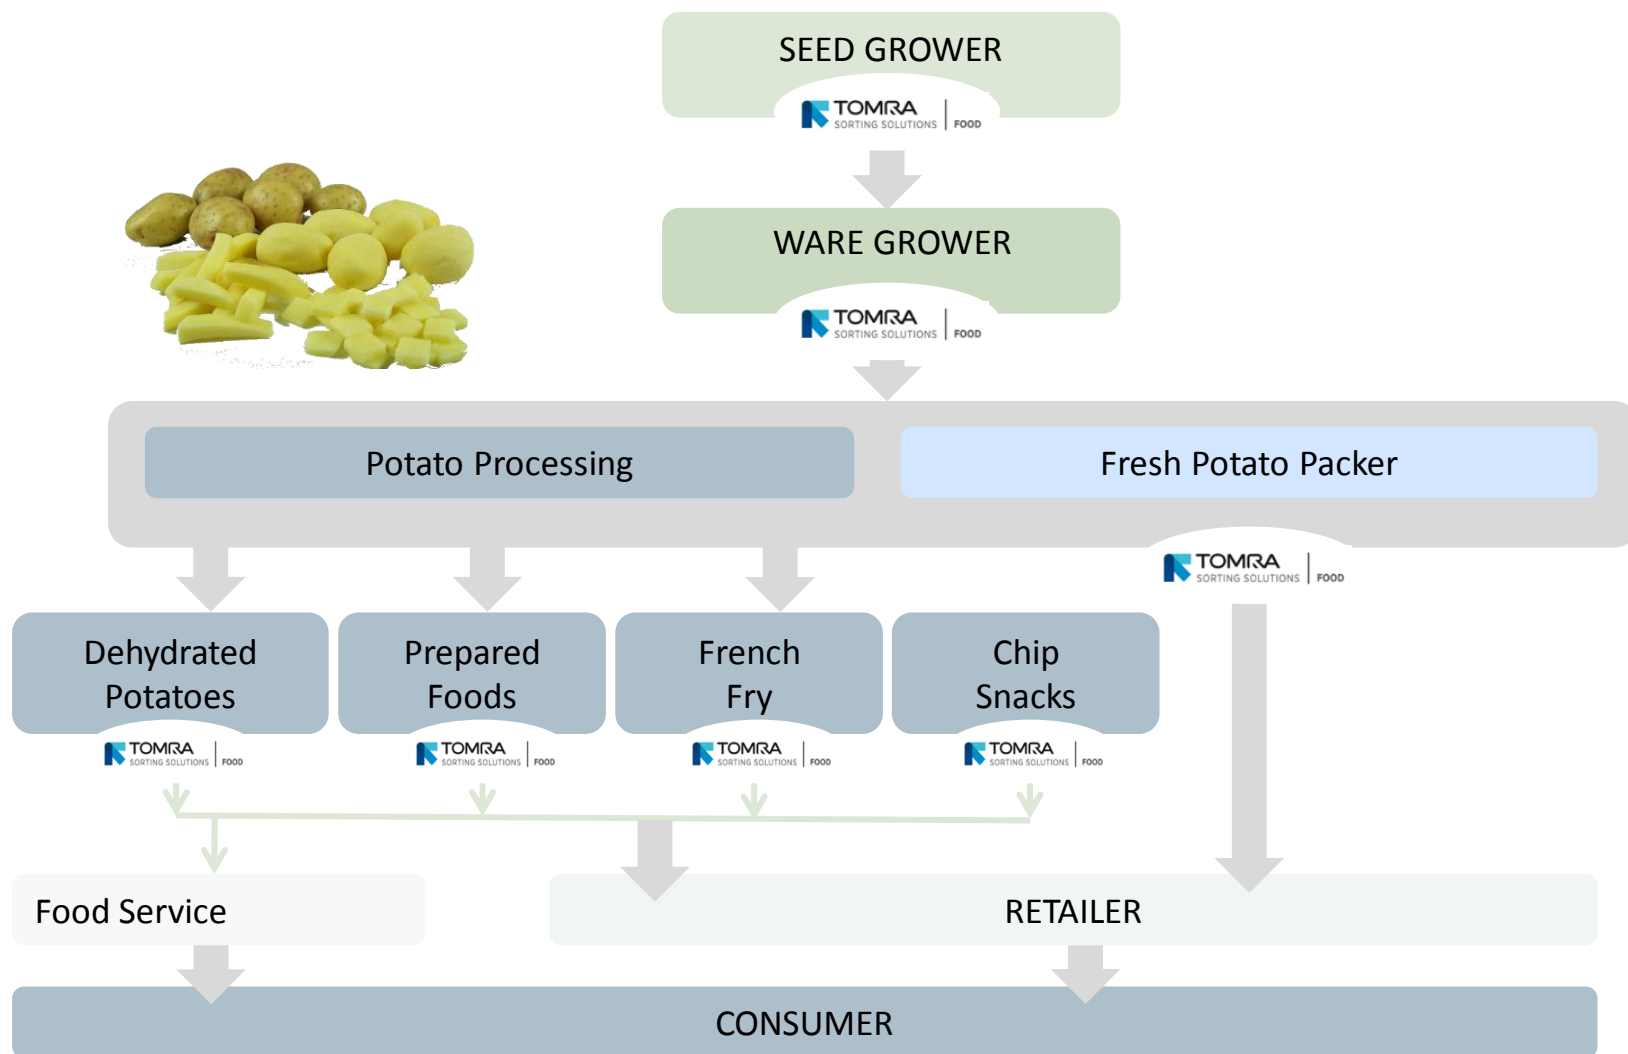 SEED GROWER
TOMRA
SORTING SOLUTIONS | FOOD
WARE GROWER
TOMRA
SORTING SOLUTIONS | FOOD
Potato Processing
Fresh Potato Packer
TOMRA
SORTING SOLUTIONS | FOOD
Dehydrated
Potatoes
TOMRA
SORTING SOLUTIONS | FOOD
Prepared
Foods
TOMRA
SORTING SOLUTIONS | FOOD
French
Fry
TOMRA
SORTING SOLUTIONS | FOOD
Chip
Snacks
TOMRA
SORTING SOLUTIONS | FOOD
Food Service
RETAILER
CONSUMER